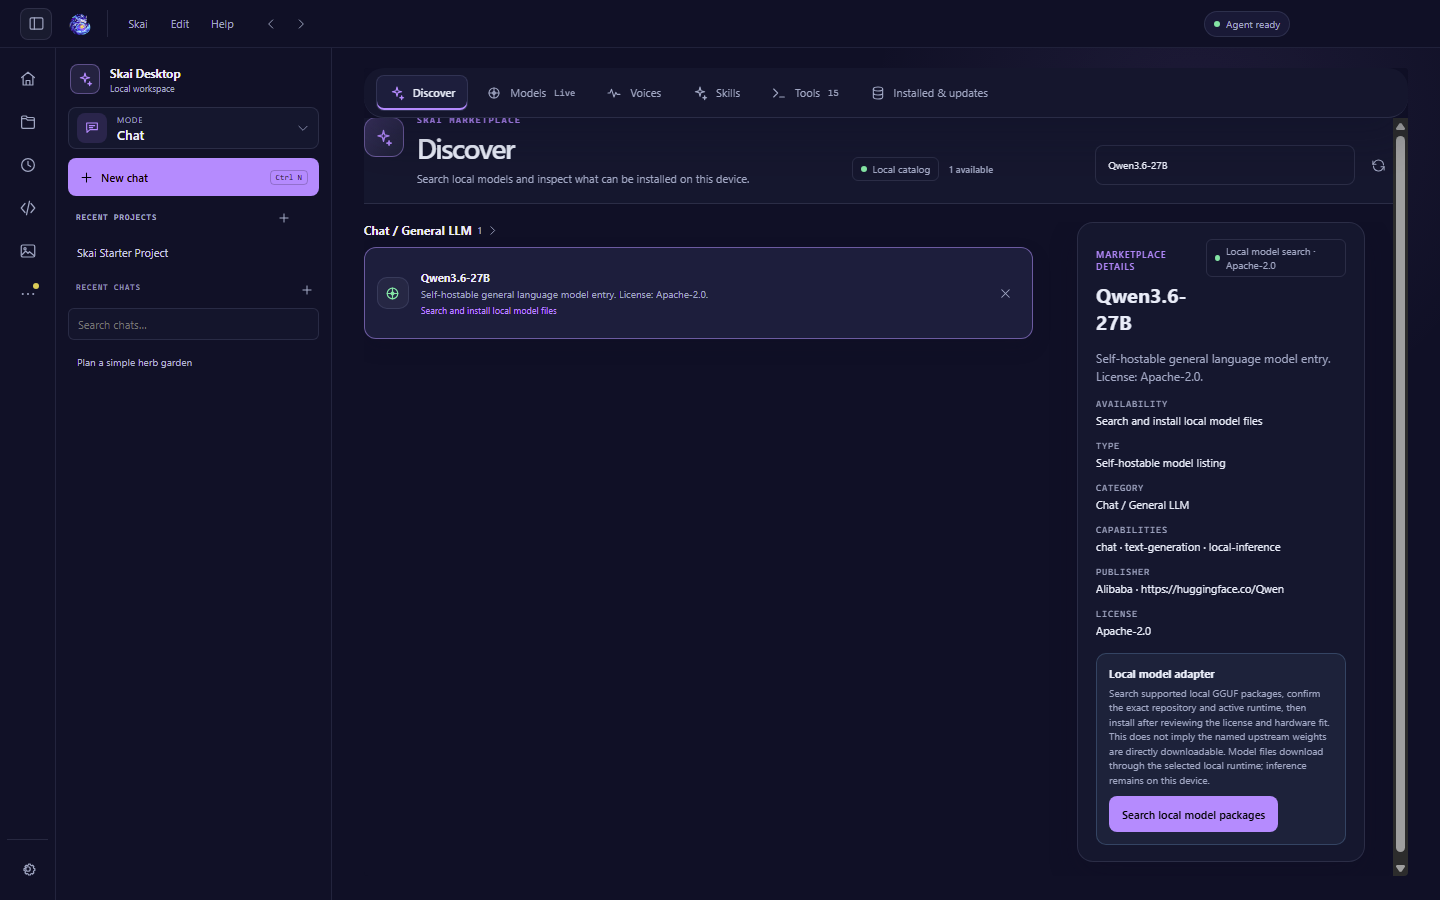 Skai Edit Help
Agent ready
Skai Desktop
Local workspace
MODE
Chat
New chat Ctrl N
RECENT PROJECTS
Skai Starter Project
RECENT CHATS
Search chats...
Plan a simple herb garden
Discover Models Live Voices Skills Tools 15 Installed & updates
SKAI MARKETPLACE
Discover
Search local models and inspect what can be installed on this device.
Local catalog 1 available
Qwen3.6-27B
Chat / General LLM 1
Qwen3.6-27B
Self-hostable general language model entry. License: Apache-2.0.
Search and install local model files
MARKETPLACE
DETAILS
Local model search ·
Apache-2.0
Qwen3.6-
27B
Self-hostable general language model entry.
License: Apache-2.0.
AVAILABILITY
Search and install local model files
TYPE
Self-hostable model listing
CATEGORY
Chat / General LLM
CAPABILITIES
chat · text-generation · local-inference
PUBLISHER
Alibaba · https://huggingface.co/Qwen
LICENSE
Apache-2.0
Local model adapter
Search supported local GGUF packages, confirm
the exact repository and active runtime, then
install after reviewing the license and hardware fit.
This does not imply the named upstream weights
are directly downloadable. Model files download
through the selected local runtime; inference
remains on this device.
Search local model packages